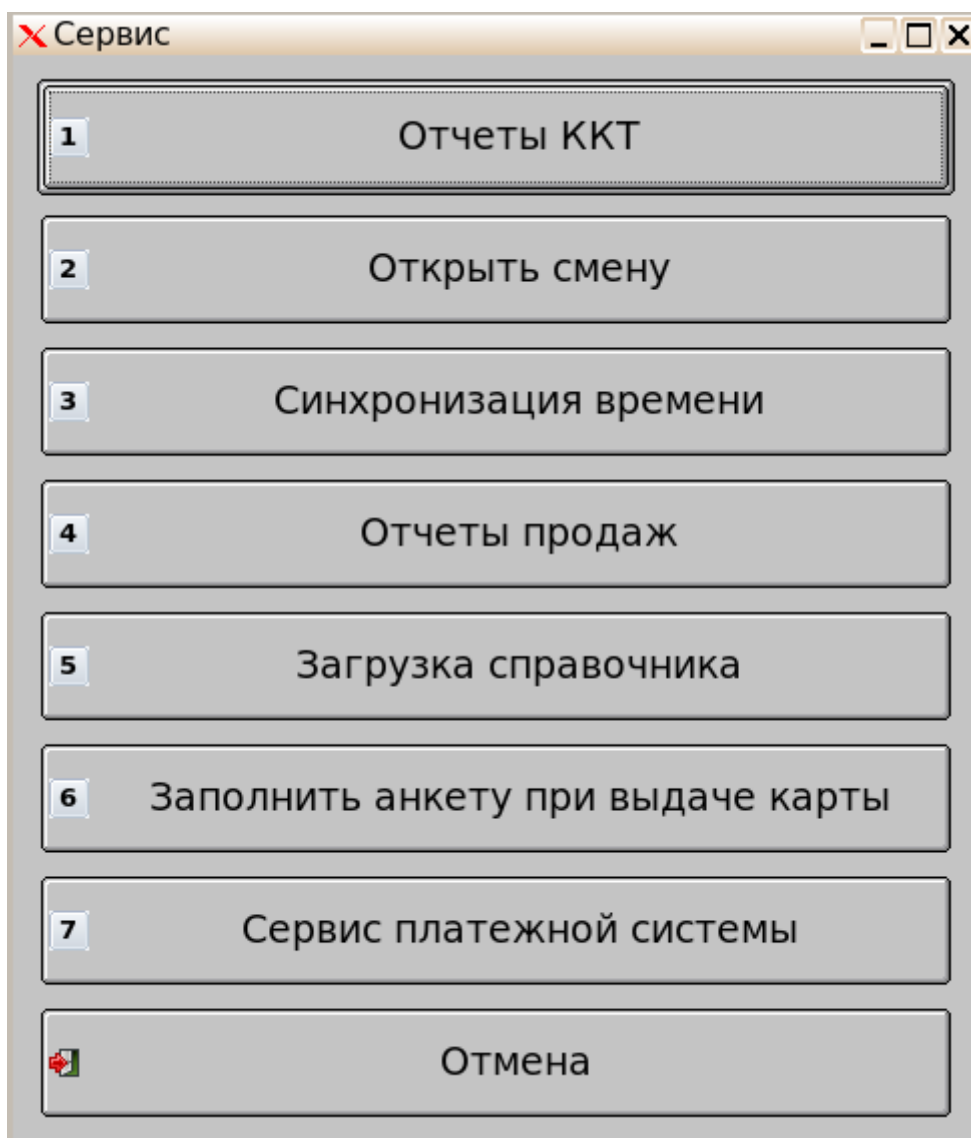 Сервис
1 Отчеты ККТ
2 Открыть смену
3 Синхронизация времени
4 Отчеты продаж
5 Загрузка справочника
6 Заполнить анкету при выдаче карты
7 Сервис платежной системы
Отмена